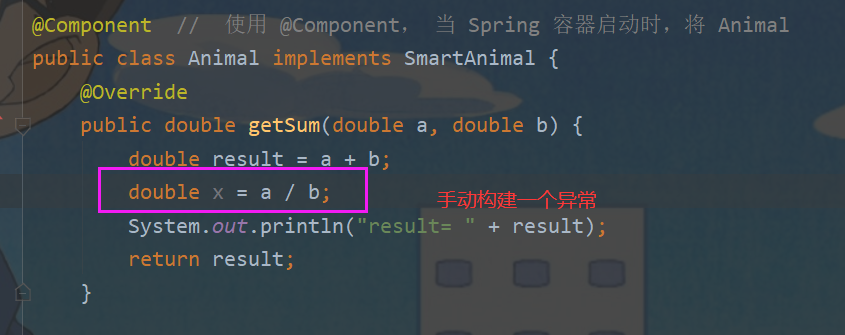 @Component  //  使用 @Component， 当 Spring 容器启动时，将 Animal
public class Animal implements SmartAnimal {
@Override
public double getSum(double a, double b) {
double result = a + b;
double x = a / b;
手动构建一个异常
System.out.println("result= " + result);
return result;
}